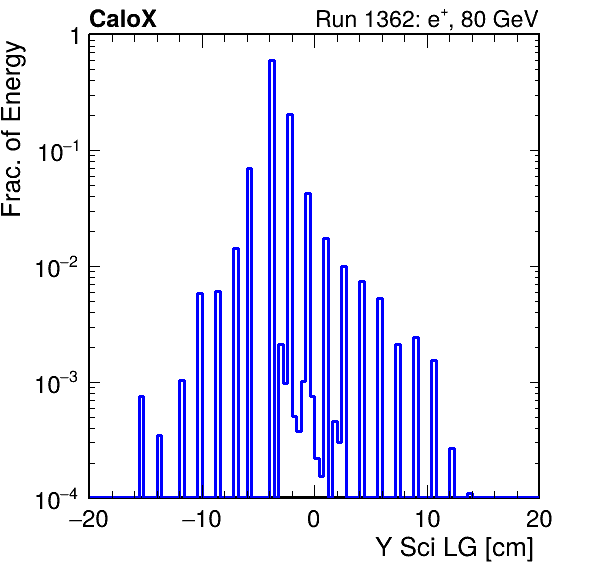 CaloX Run 1362: e⁺, 80 GeV
Frac. of Energy
1
10⁻¹
10⁻²
10⁻³
10⁻⁴
−20 −10 0 10 20
Y Sci LG [cm]